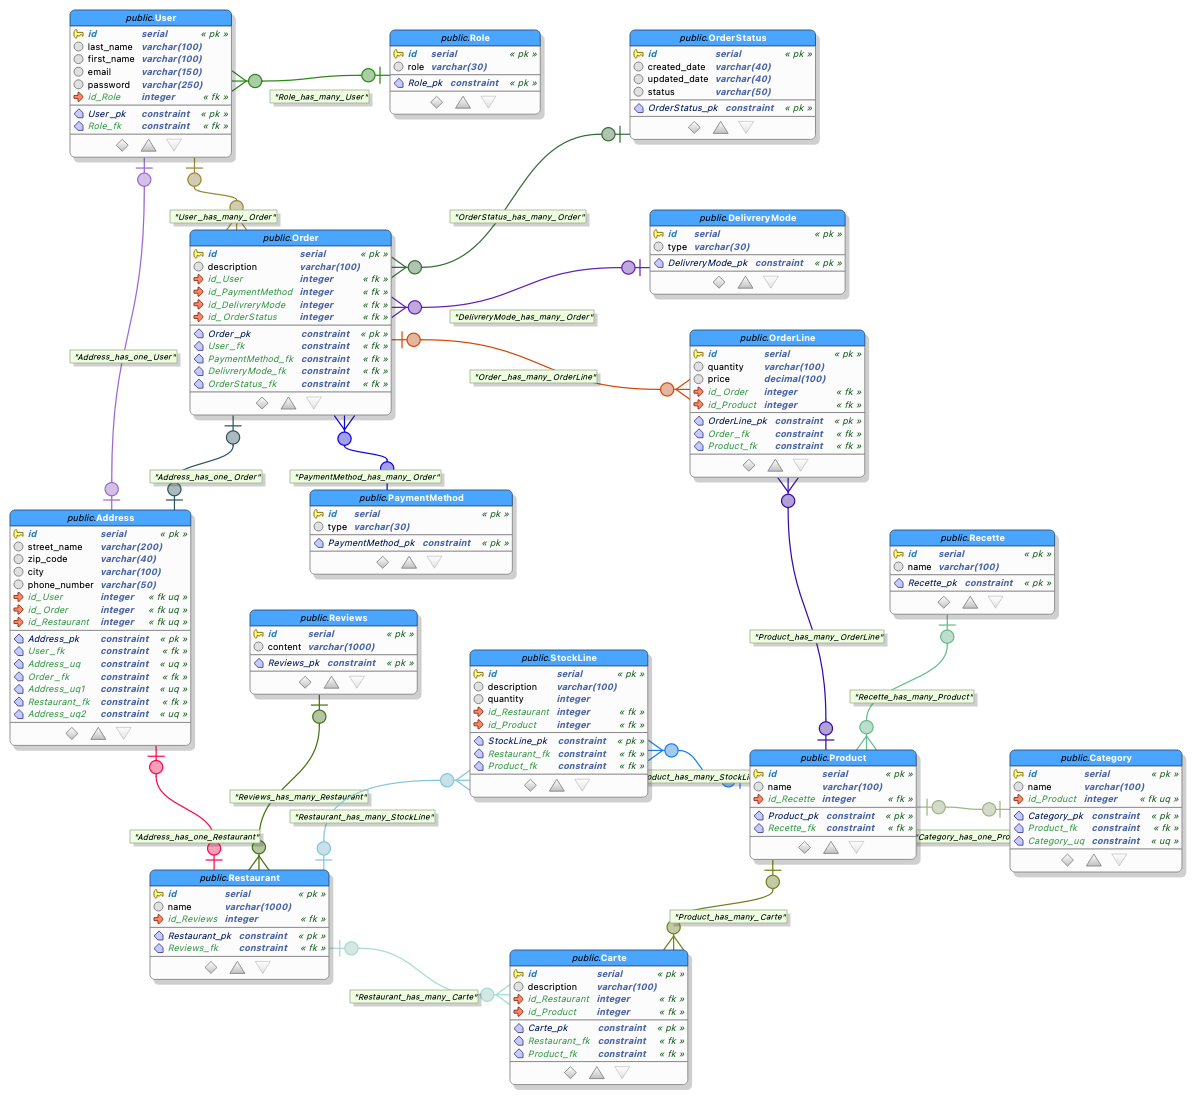 public.User
id serial « pk »
last_name varchar(100)
first_name varchar(100)
email varchar(150)
password varchar(250)
id_Role integer « fk »
User_pk constraint « pk »
Role_fk constraint « fk »
public.Role
id serial « pk »
role varchar(30)
Role_pk constraint « pk »
public.OrderStatus
id serial « pk »
created_date varchar(40)
updated_date varchar(40)
status varchar(50)
OrderStatus_pk constraint « pk »
"Role_has_many_User"
"User_has_many_Order"
"OrderStatus_has_many_Order"
public.Order
id serial « pk »
description varchar(100)
id_User integer « fk »
id_PaymentMethod integer « fk »
id_DelivreryMode integer « fk »
id_OrderStatus integer « fk »
Order_pk constraint « pk »
User_fk constraint « fk »
PaymentMethod_fk constraint « fk »
DelivreryMode_fk constraint « fk »
OrderStatus_fk constraint « fk »
public.DelivreryMode
id serial « pk »
type varchar(30)
DelivreryMode_pk constraint « pk »
"DelivreryMode_has_many_Order"
"Address_has_one_User"
"Order_has_many_OrderLine"
public.OrderLine
id serial « pk »
quantity varchar(100)
price decimal(100)
id_Order integer « fk »
id_Product integer « fk »
OrderLine_pk constraint « pk »
Order_fk constraint « fk »
Product_fk constraint « fk »
"Address_has_one_Order"
"PaymentMethod_has_many_Order"
public.PaymentMethod
id serial « pk »
type varchar(30)
PaymentMethod_pk constraint « pk »
public.Address
id serial « pk »
street_name varchar(200)
zip_code varchar(40)
city varchar(100)
phone_number varchar(50)
id_User integer « fk uq »
id_Order integer « fk uq »
id_Restaurant integer « fk uq »
Address_pk constraint « pk »
User_fk constraint « fk »
Address_uq constraint « uq »
Order_fk constraint « fk »
Address_uq1 constraint « uq »
Restaurant_fk constraint « fk »
Address_uq2 constraint « uq »
public.Recette
id serial « pk »
name varchar(100)
Recette_pk constraint « pk »
public.Reviews
id serial « pk »
content varchar(1000)
Reviews_pk constraint « pk »
"Product_has_many_OrderLine"
"Recette_has_many_Product"
public.StockLine
id serial « pk »
description varchar(100)
quantity integer
id_Restaurant integer « fk »
id_Product integer « fk »
StockLine_pk constraint « pk »
Restaurant_fk constraint « fk »
Product_fk constraint « fk »
oduct_has_many_StockLi
public.Product
id serial « pk »
name varchar(100)
id_Recette integer « fk »
Product_pk constraint « pk »
Recette_fk constraint « fk »
public.Category
id serial « pk »
name varchar(100)
id_Product integer « fk uq »
Category_pk constraint « pk »
Product_fk constraint « fk »
Category_uq constraint « uq »
"Category_has_one_Pro
"Reviews_has_many_Restaurant"
"Restaurant_has_many_StockLine"
"Address_has_one_Restaurant"
public.Restaurant
id serial « pk »
name varchar(1000)
id_Reviews integer « fk »
Restaurant_pk constraint « pk »
Reviews_fk constraint « fk »
"Product_has_many_Carte"
"Restaurant_has_many_Carte"
public.Carte
id serial « pk »
description varchar(100)
id_Restaurant integer « fk »
id_Product integer « fk »
Carte_pk constraint « pk »
Restaurant_fk constraint « fk »
Product_fk constraint « fk »